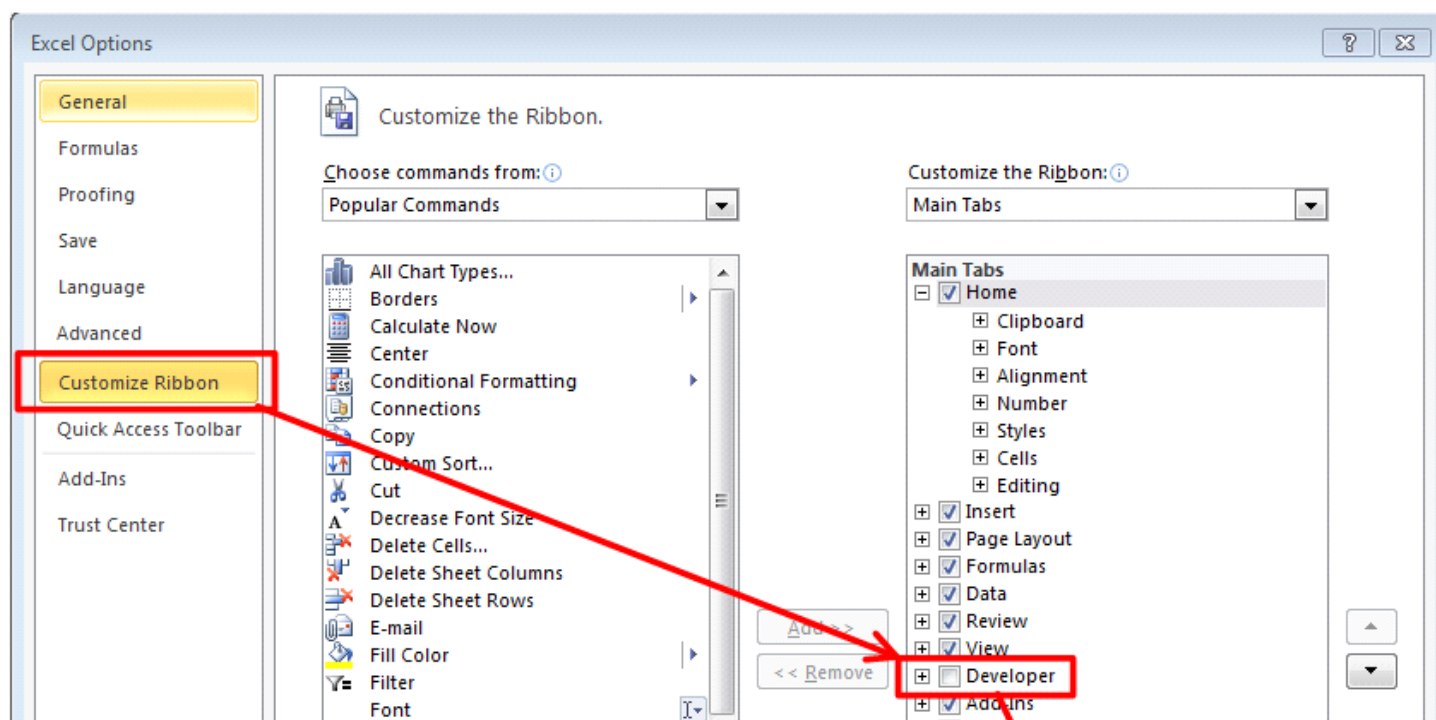 Excel Options
General
Formulas
Proofing
Save
Language
Advanced
Customize Ribbon
Quick Access Toolbar
Add-Ins
Trust Center
Customize the Ribbon.
Choose commands from:
Popular Commands
All Chart Types...
Borders
Calculate Now
Center
Conditional Formatting
Connections
Copy
Custom Sort...
Cut
Decrease Font Size
Delete Cells...
Delete Sheet Columns
Delete Sheet Rows
E-mail
Fill Color
Filter
Font
Add >>
<< Remove
Customize the Ribbon:
Main Tabs
Main Tabs
Home
Clipboard
Font
Alignment
Number
Styles
Cells
Editing
Insert
Page Layout
Formulas
Data
Review
View
Developer
Add-Ins